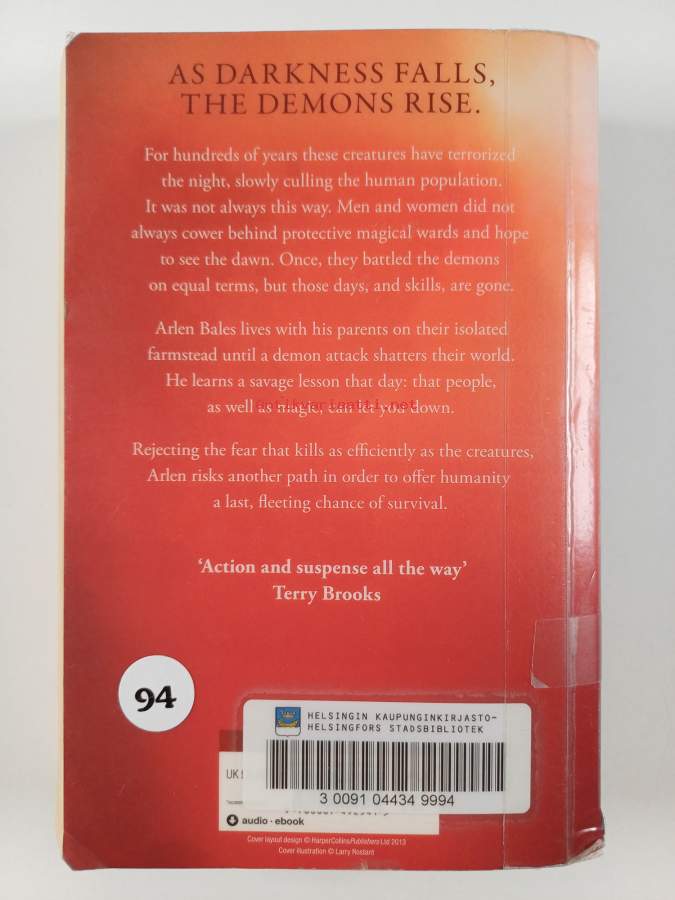 AS DARKNESS FALLS,
THE DEMONS RISE.
For hundreds of years these creatures have terrorized
the night, slowly culling the human population.
It was not always this way. Men and women did not
always cower behind protective magical wards and hope
to see the dawn. Once, they battled the demons
on equal terms, but those days, and skills, are gone.
Arlen Bales lives with his parents on their isolated
farmstead until a demon attack shatters their world.
He learns a savage lesson that day: that people,
as well as magic, can let you down.
antikvariaatti.net
Rejecting the fear that kills as efficiently as the creatures,
Arlen risks another path in order to offer humanity
a last, fleeting chance of survival.
‘Action and suspense all the way’
Terry Brooks
94
HELSINGIN KAUPUNGINKIRJASTO-
HELSINGFORS STADSBIBLIOTEK
UK
3 0091 04434 9994
audio · ebook
Cover layout design © HarperCollinsPublishers Ltd 2013
Cover illustration © Larry Rostant